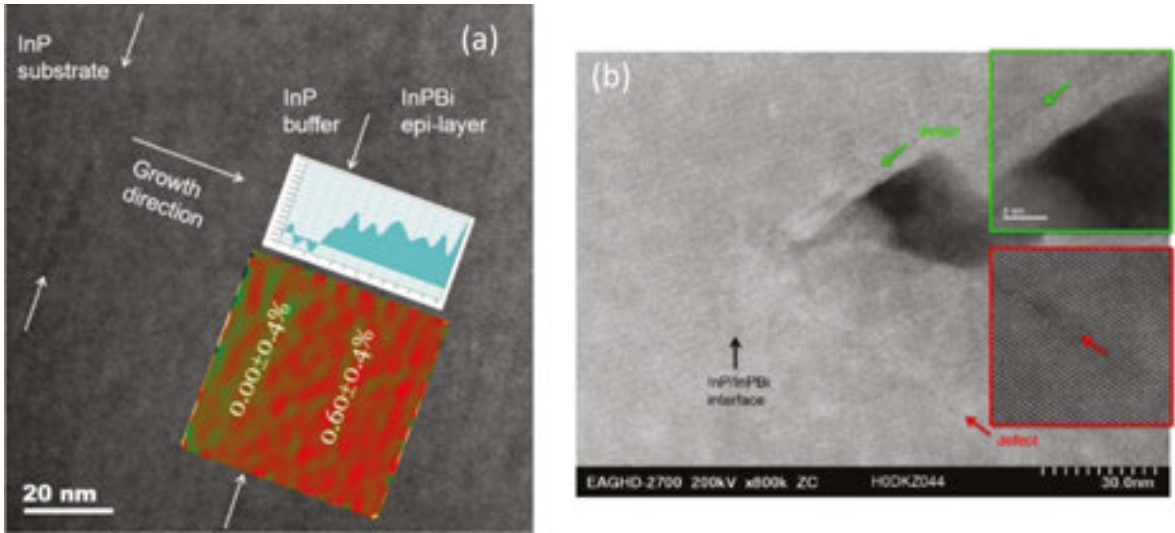 (a)
InP
substrate
InP
buffer
InPBi
epi-layer
Growth
direction
0.00±0.4%
0.60±0.4%
20 nm
(b)
defect
InP/InPBi
interface
defect
EAGHD-2700 200kV x800k ZC H0DKZ044 30.0nm